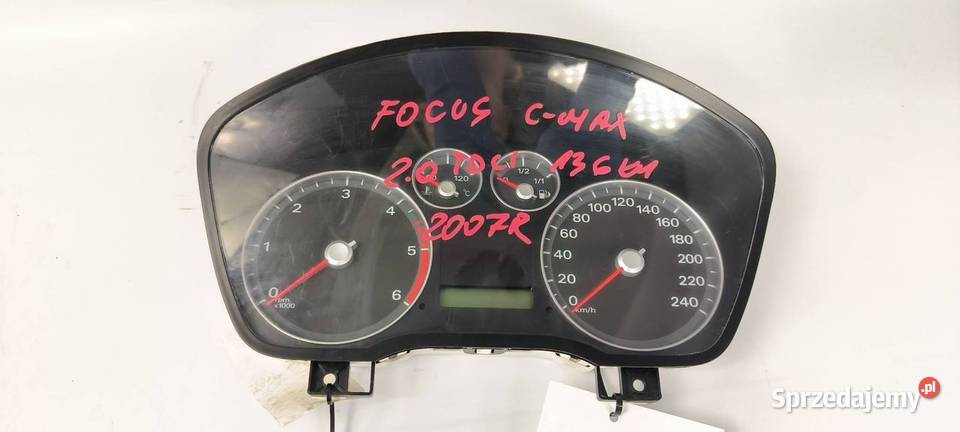 FOCUS C-MAX
2.0 TDCI 136KM
2007R
120
°C
0 1/2 1/1
0 1 2 3 4 5 6
rpm
x1000
0 20 40 60 80 100 120 140 160 180 200 220 240
km/h
Sprzedajemy.pl